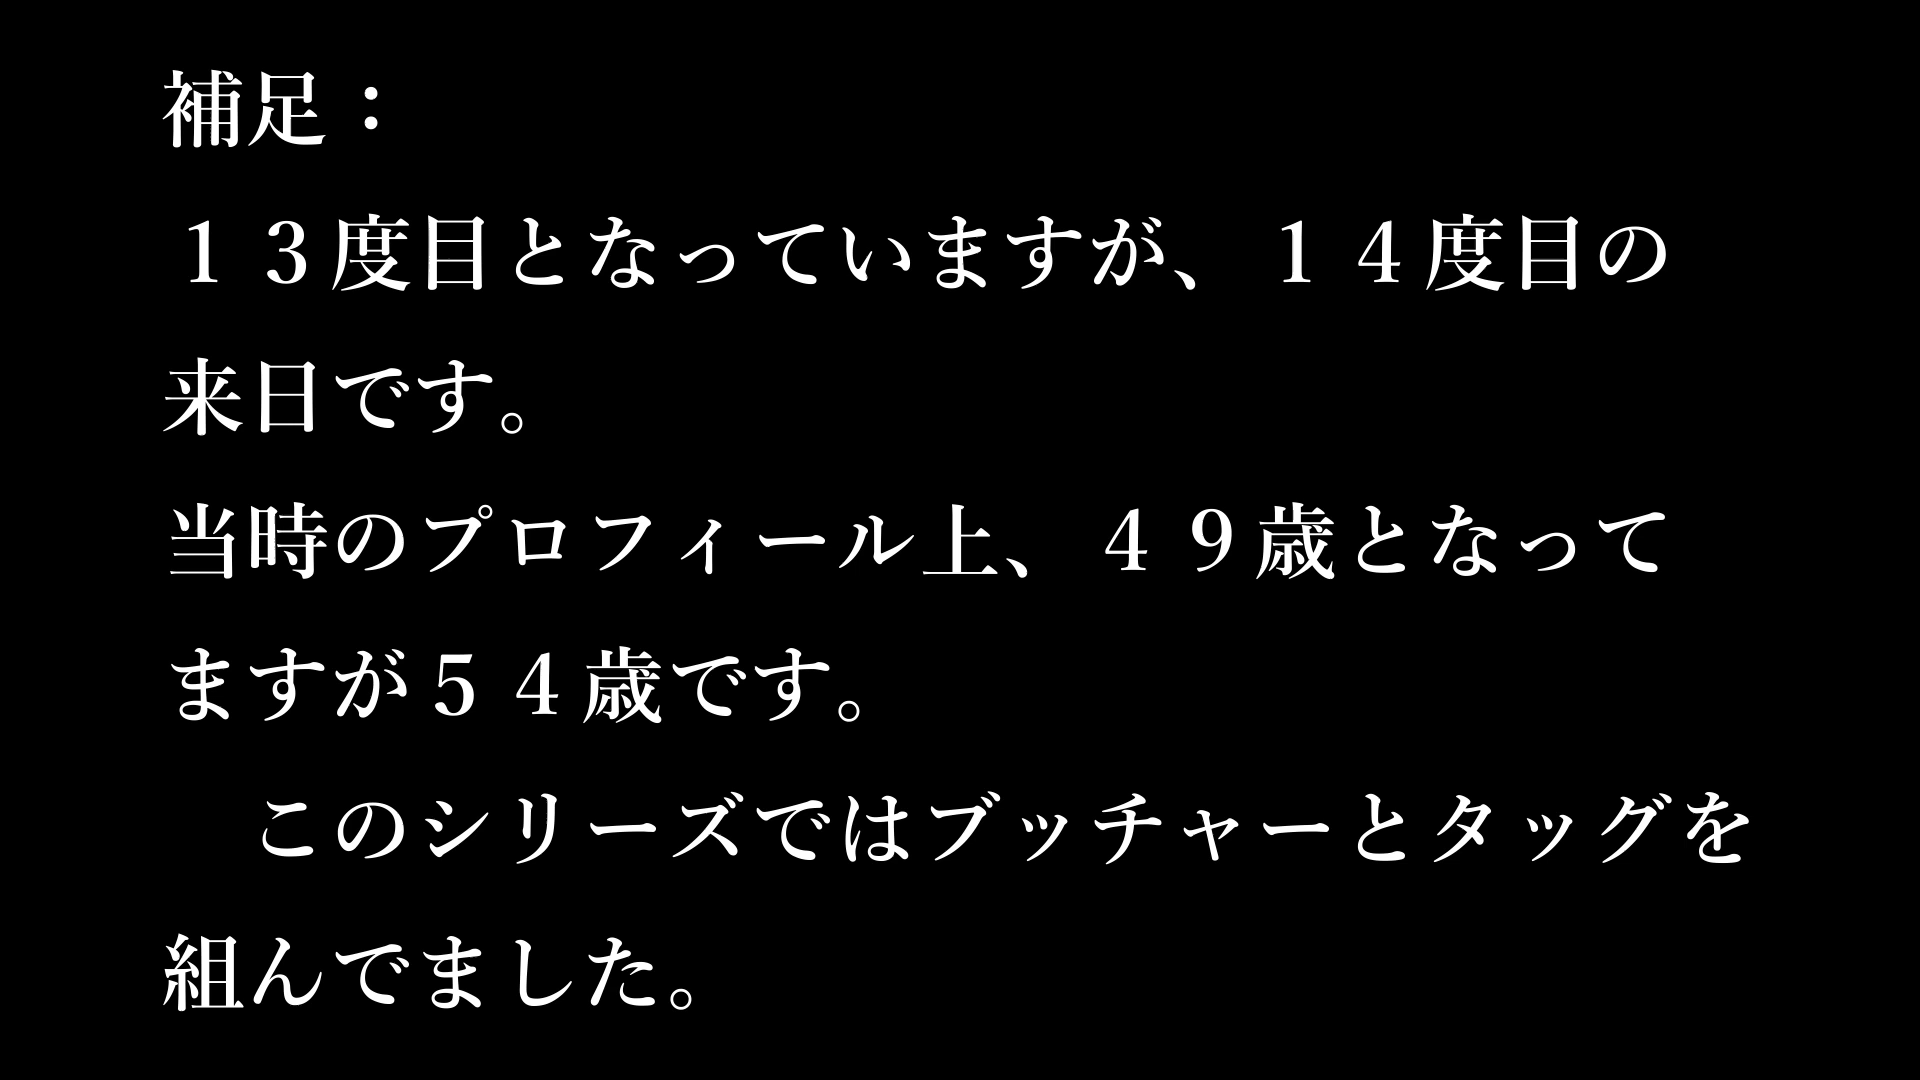 補足：
１３度目となっていますが、１４度目の
来日です。
当時のプロフィール上、４９歳となって
ますが５４歳です。
　このシリーズではブッチャーとタッグを
組んでました。